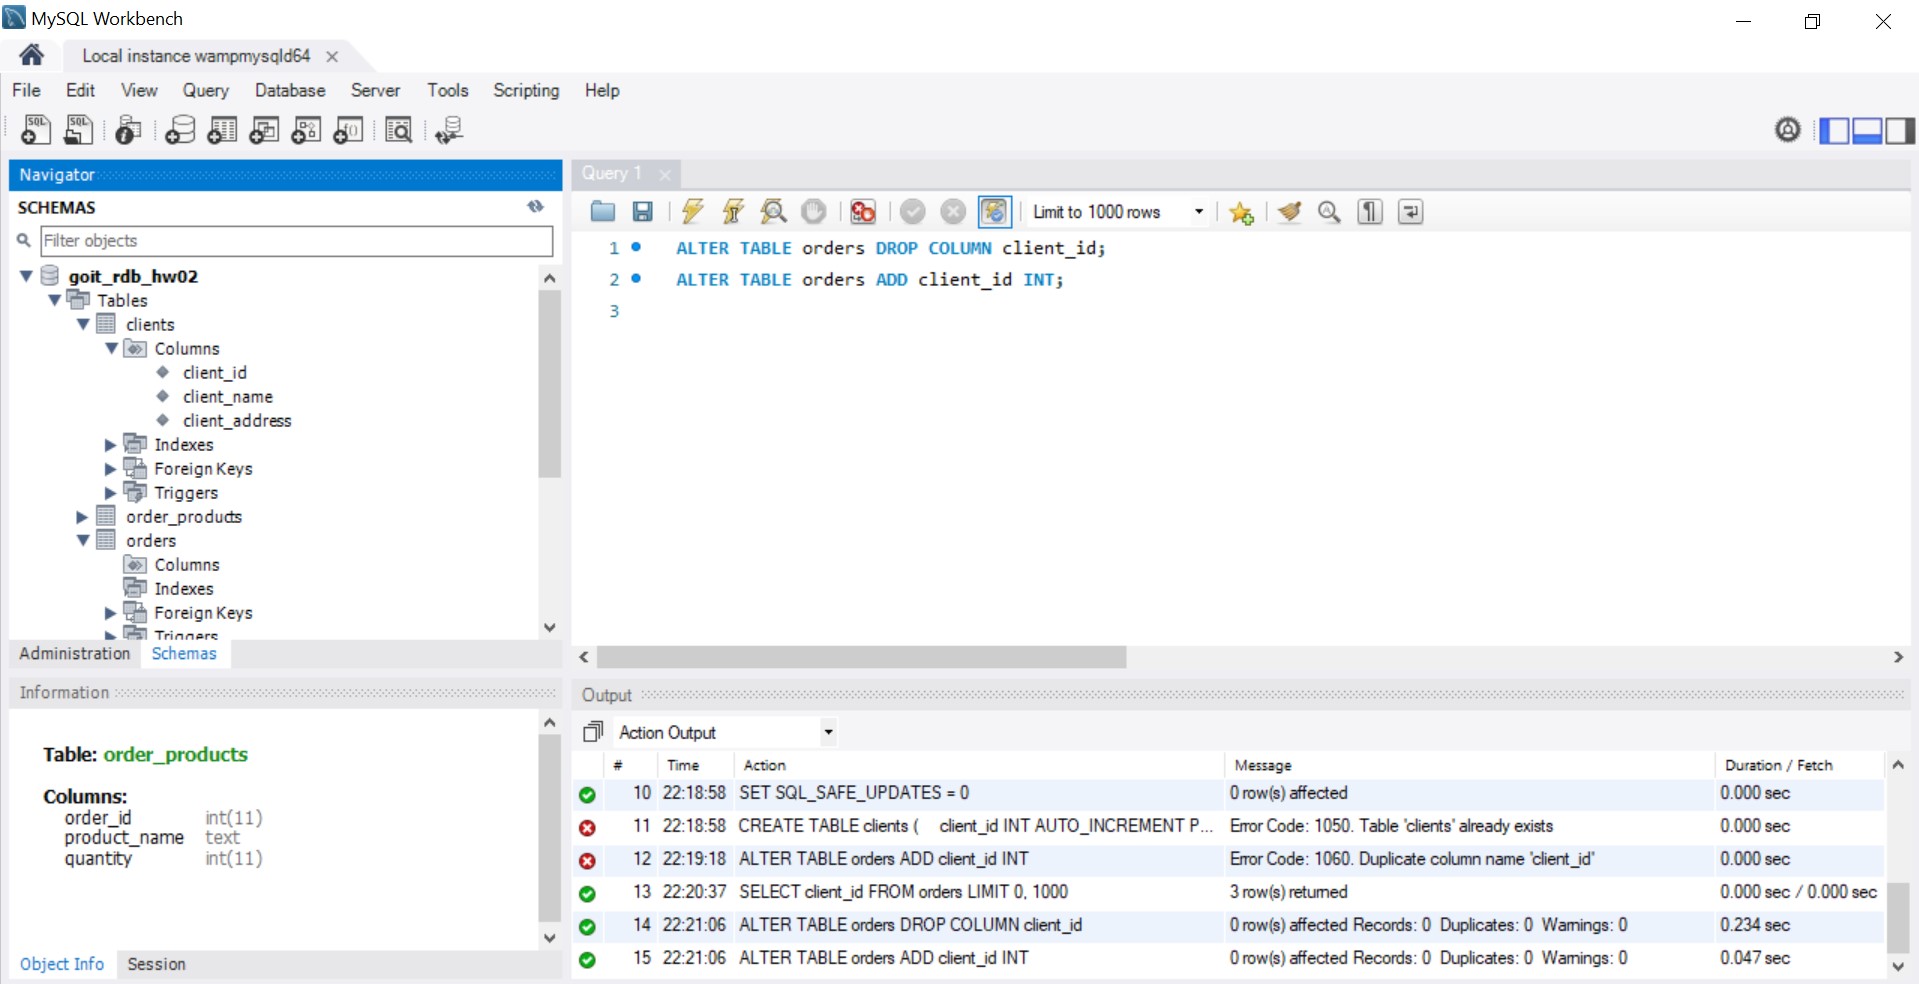 MySQL Workbench
Local instance wampmysqld64
File Edit View Query Database Server Tools Scripting Help
Navigator
SCHEMAS
Filter objects
goit_rdb_hw02
Tables
clients
Columns
client_id
client_name
client_address
Indexes
Foreign Keys
Triggers
order_products
orders
Columns
Indexes
Foreign Keys
Triggers
Administration Schemas
Information
Table: order_products
Columns:
order_id int(11)
product_name text
quantity int(11)
Object Info Session
Query 1
Limit to 1000 rows
1 ALTER TABLE orders DROP COLUMN client_id;
2 ALTER TABLE orders ADD client_id INT;
3
Output
Action Output
# Time Action Message Duration / Fetch
10 22:18:58 SET SQL_SAFE_UPDATES = 0 0 row(s) affected 0.000 sec
11 22:18:58 CREATE TABLE clients ( client_id INT AUTO_INCREMENT P... Error Code: 1050. Table 'clients' already exists 0.000 sec
12 22:19:18 ALTER TABLE orders ADD client_id INT Error Code: 1060. Duplicate column name 'client_id' 0.000 sec
13 22:20:37 SELECT client_id FROM orders LIMIT 0, 1000 3 row(s) returned 0.000 sec / 0.000 sec
14 22:21:06 ALTER TABLE orders DROP COLUMN client_id 0 row(s) affected Records: 0 Duplicates: 0 Warnings: 0 0.234 sec
15 22:21:06 ALTER TABLE orders ADD client_id INT 0 row(s) affected Records: 0 Duplicates: 0 Warnings: 0 0.047 sec